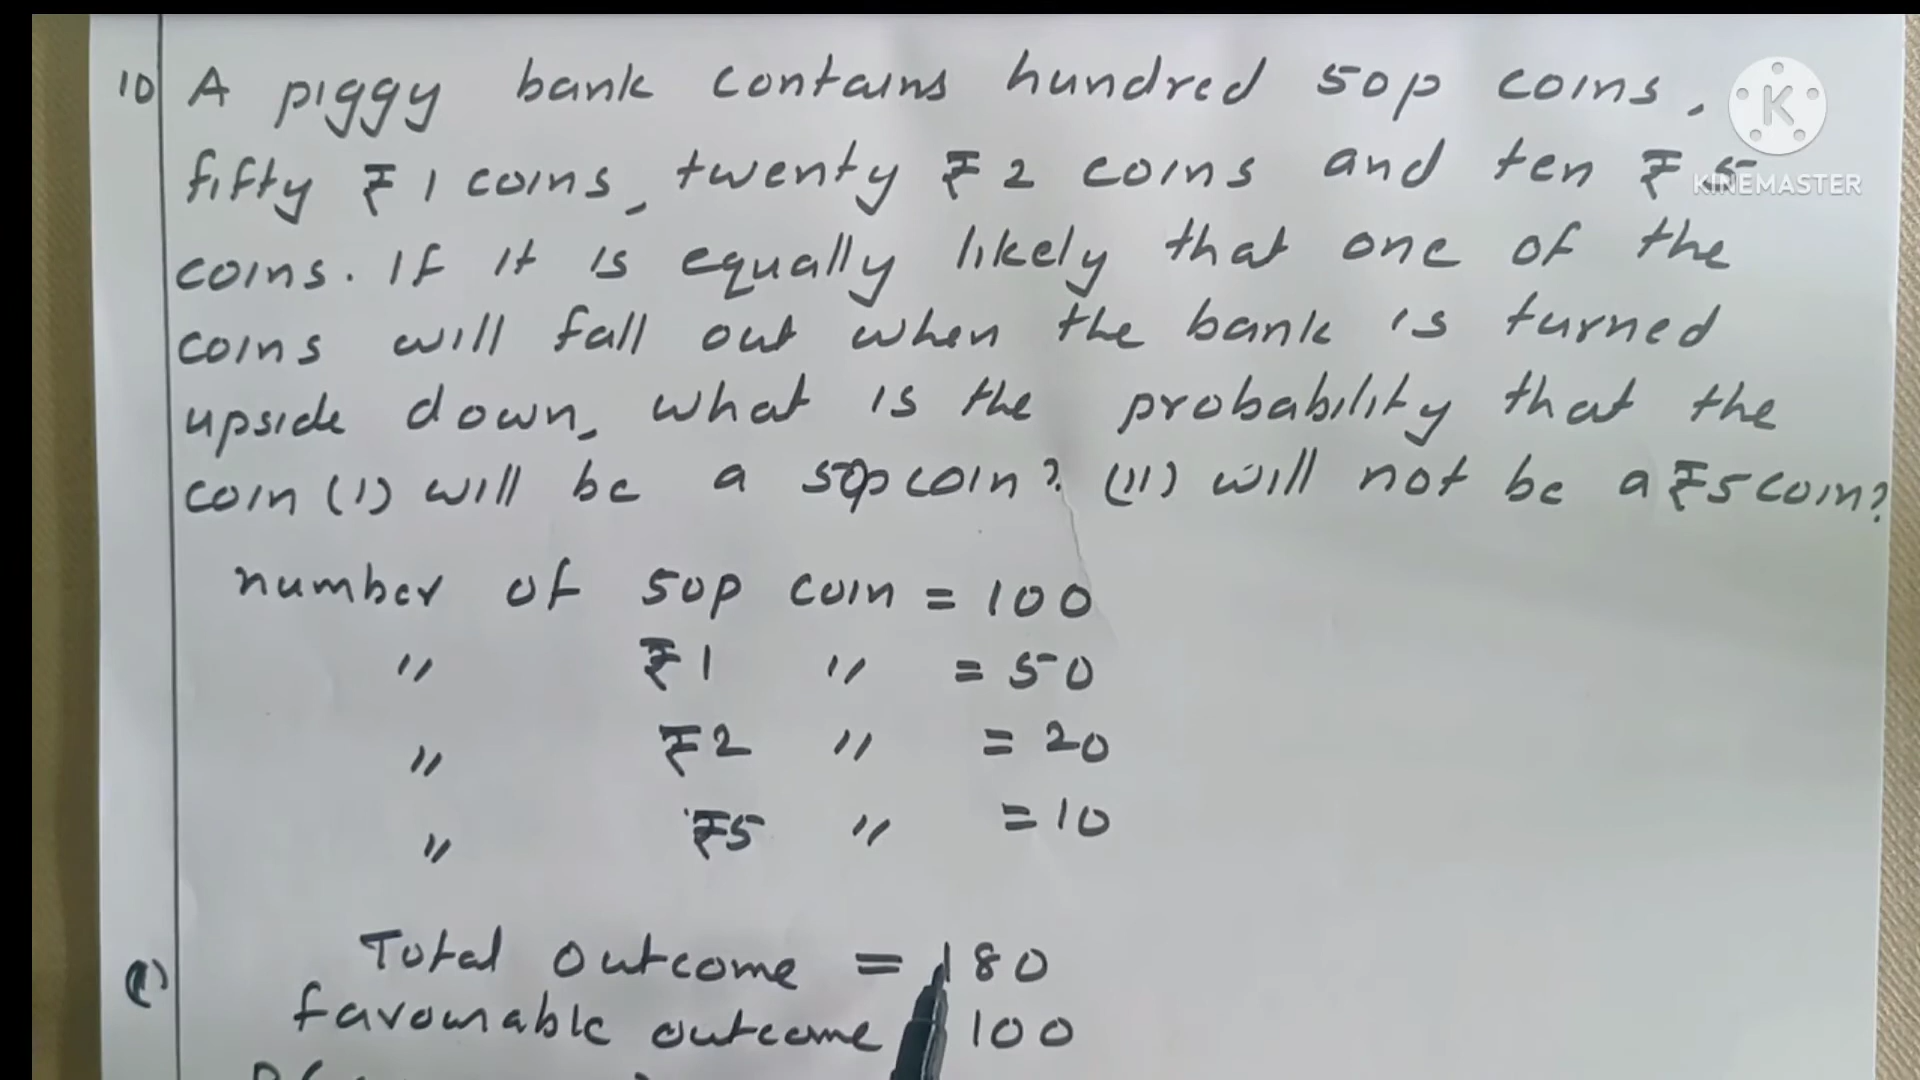 10 A piggy bank contains hundred 50p coins,
fifty ₹1 coins, twenty ₹2 coins and ten ₹5
KINEMASTER
coins. If it is equally likely that one of the
coins will fall out when the bank is turned
upside down, what is the probability that the
coin (I) will be a 50p coin? (II) will not be a ₹5 coin?
number of 50p coin = 100
" ₹1 " = 50
" ₹2 " = 20
" ₹5 " = 10
Total outcome = 180
favourable outcome 100